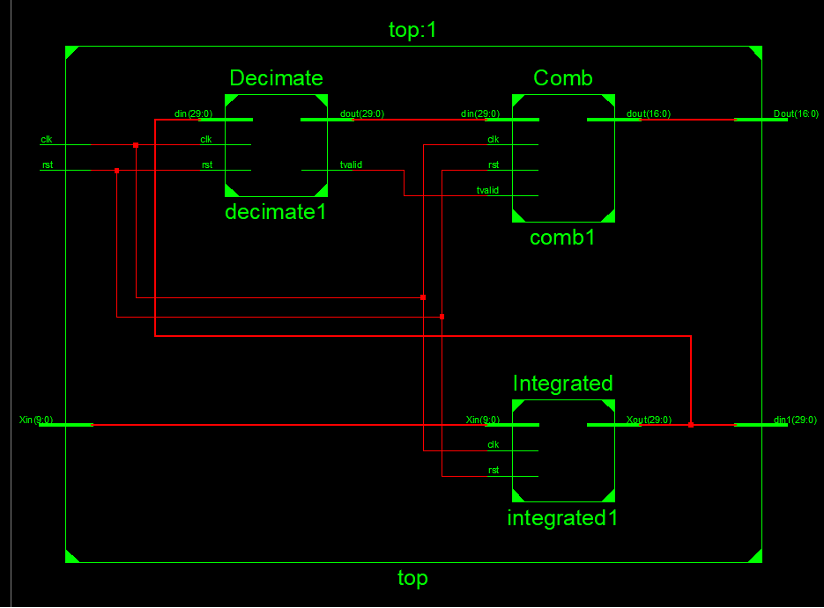 top:1
Decimate
Comb
din(29:0)
dout(29:0)
din(29:0)
dout(16:0)
Dout(16:0)
clk
clk
clk
rst
rst
tvalid
rst
tvalid
decimate1
comb1
Integrated
Xin(9:0)
Xin(9:0)
Xout(29:0)
din1(29:0)
clk
rst
integrated1
top